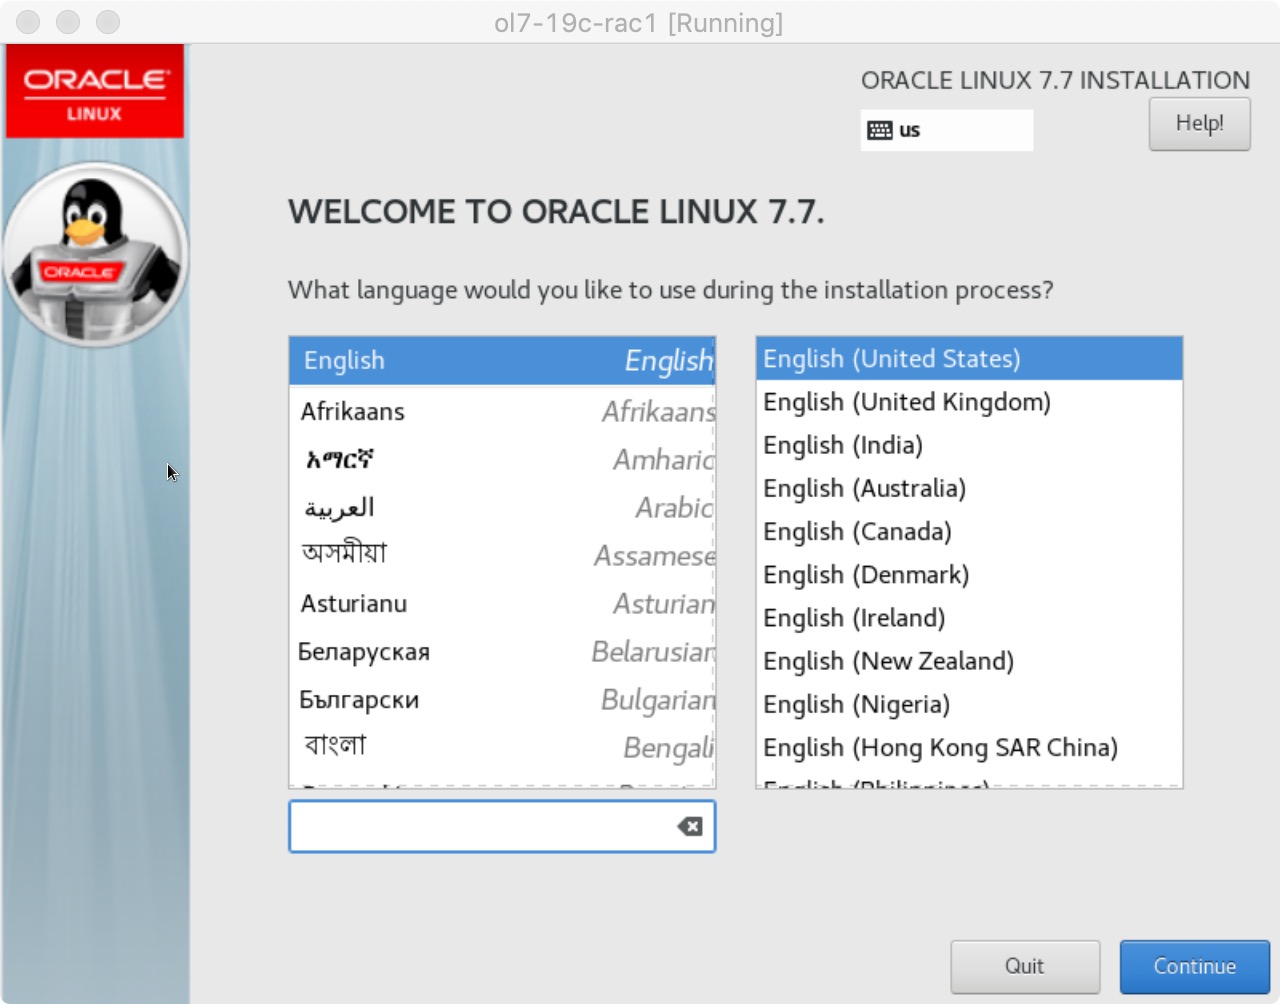 ol7-19c-rac1 [Running]
ORACLE
LINUX
ORACLE LINUX 7.7 INSTALLATION
us
Help!
ORACLE
WELCOME TO ORACLE LINUX 7.7.
What language would you like to use during the installation process?
English English
Afrikaans Afrikaans
አማርኛ Amharic
العربية Arabic
অসমীয়া Assamese
Asturianu Asturian
Беларуская Belarusian
Български Bulgarian
বাংলা Bengali
English (United States)
English (United Kingdom)
English (India)
English (Australia)
English (Canada)
English (Denmark)
English (Ireland)
English (New Zealand)
English (Nigeria)
English (Hong Kong SAR China)
English (Philippines)
Quit
Continue